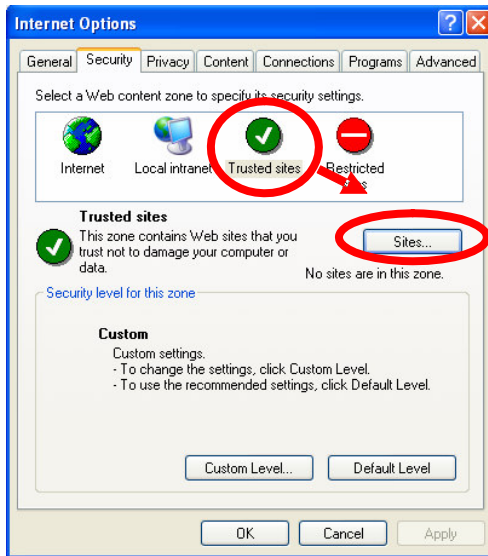 Internet Options
General Security Privacy Content Connections Programs Advanced
Select a Web content zone to specify its security settings.
Internet Local intranet Trusted sites Restricted
Trusted sites
This zone contains Web sites that you
trust not to damage your computer or
data.
Sites...
No sites are in this zone.
Security level for this zone
Custom
Custom settings.
- To change the settings, click Custom Level.
- To use the recommended settings, click Default Level.
Custom Level... Default Level
OK Cancel Apply